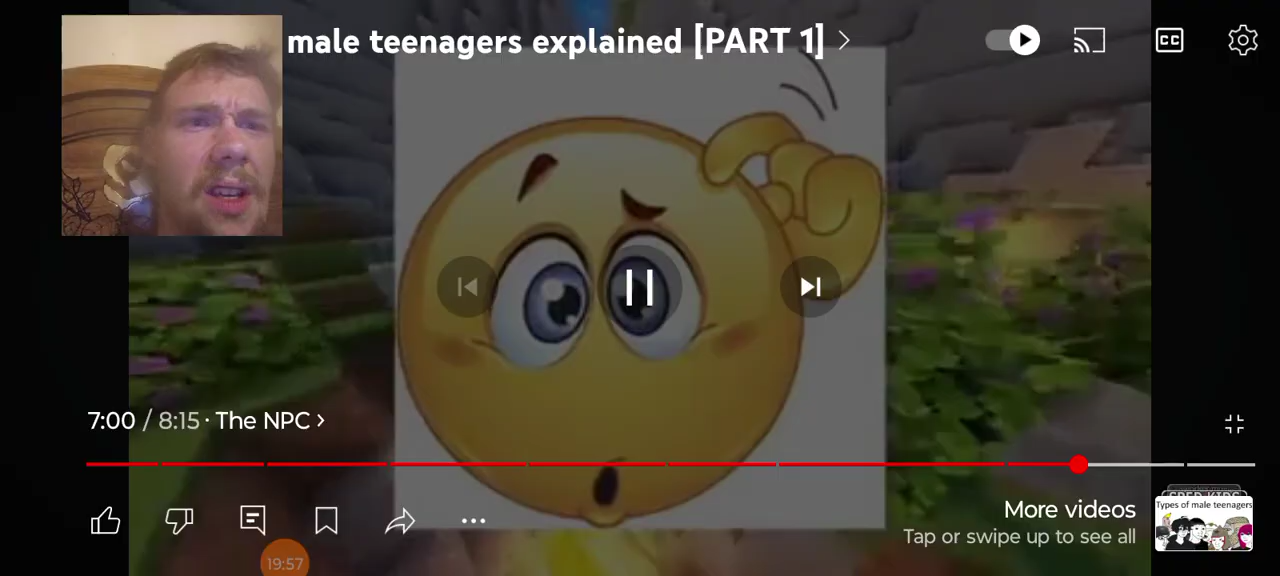 male teenagers explained [PART 1]
CC
7:00 / 8:15 · The NPC
More videos
Tap or swipe up to see all
Types of male teenagers
19:57